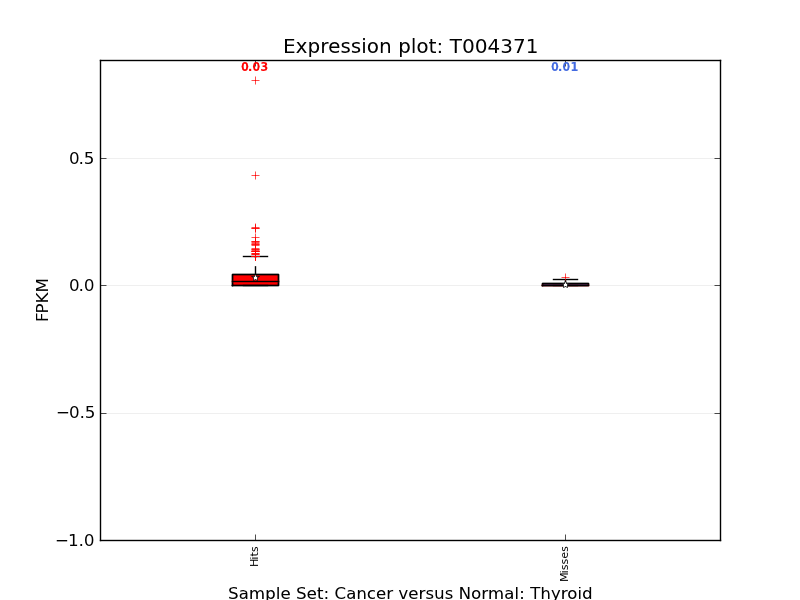 Expression plot: T004371
0.03
0.01
0.5
0.0
−0.5
−1.0
FPKM
Hits
Misses
Sample Set: Cancer versus Normal: Thyroid